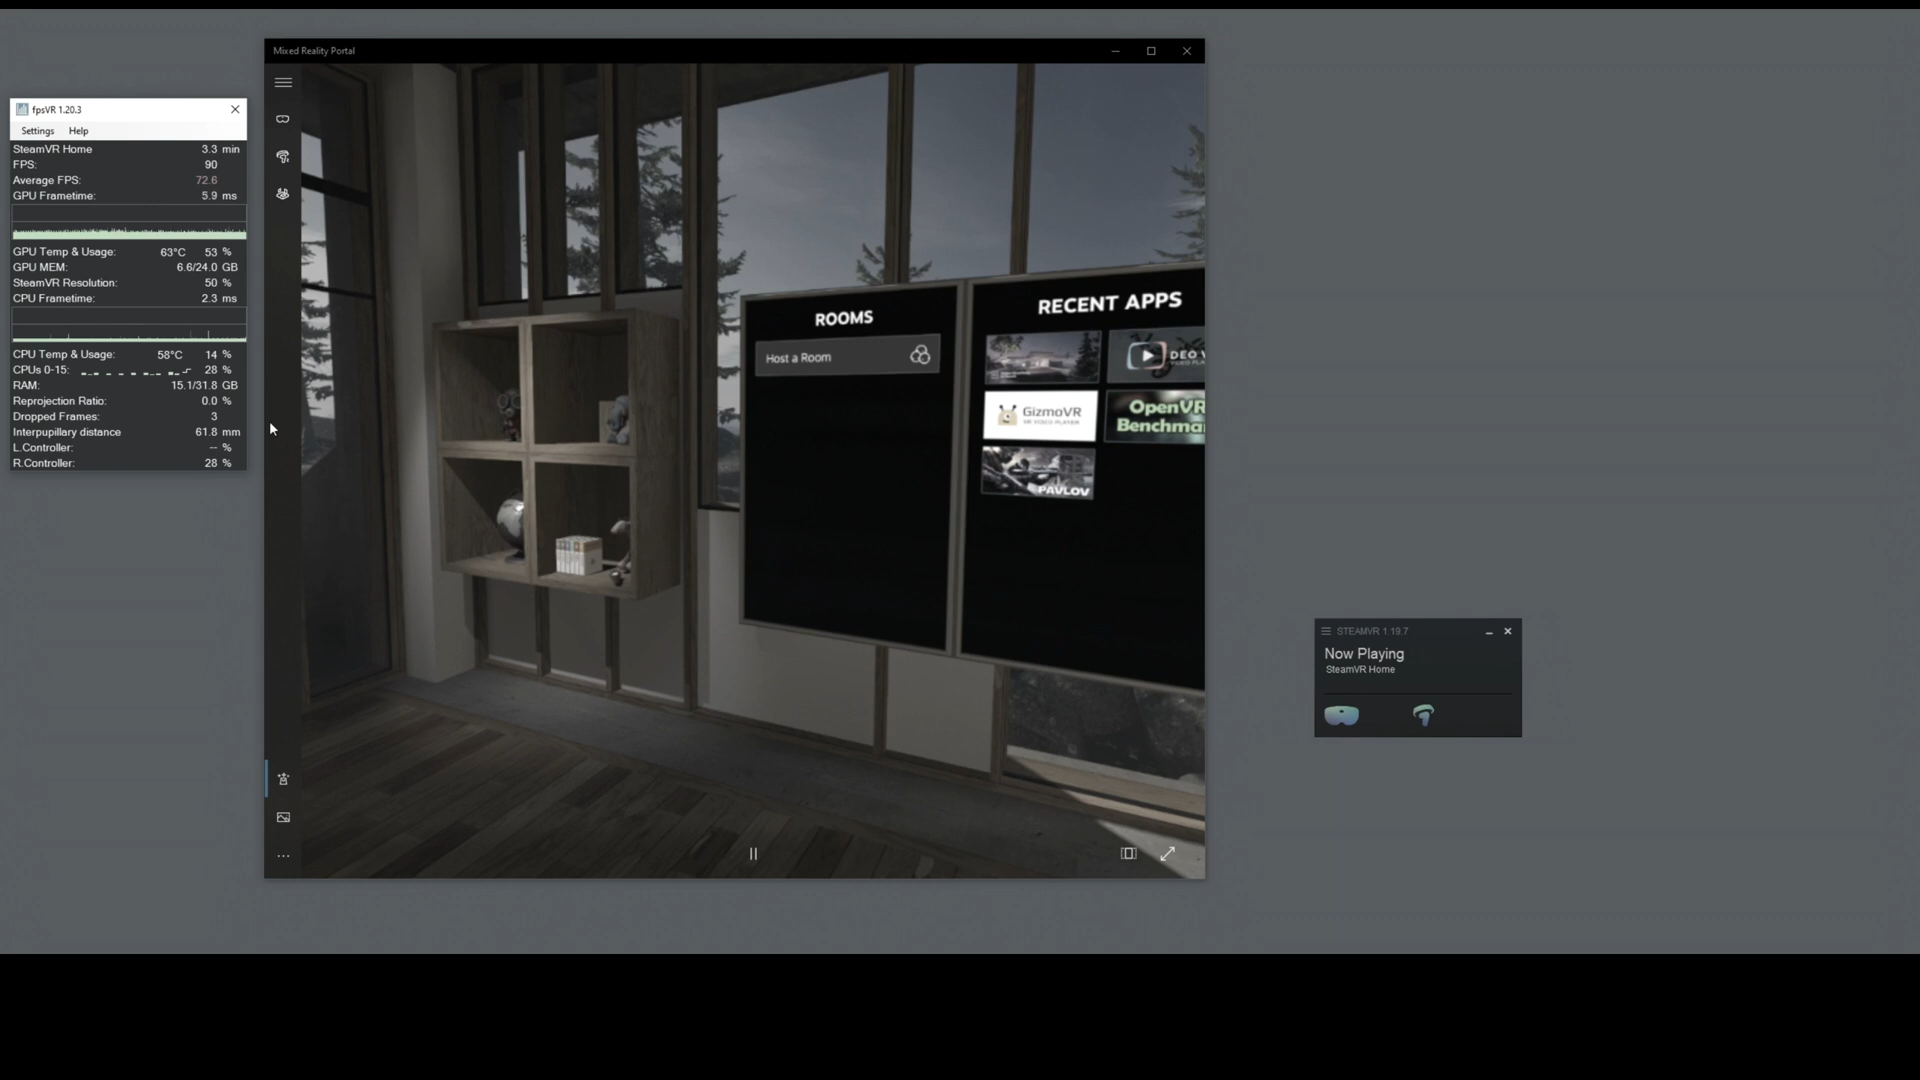 Mixed Reality Portal
fpsVR 1.20.3
Settings Help
SteamVR Home 3.3 min
FPS: 90
Average FPS: 72.6
GPU Frametime: 5.9 ms
GPU Temp & Usage: 63°C 53 %
GPU MEM: 6.6/24.0 GB
SteamVR Resolution: 50 %
CPU Frametime: 2.3 ms
CPU Temp & Usage: 58°C 14 %
CPUs 0-15: 28 %
RAM: 15.1/31.8 GB
Reprojection Ratio: 0.0 %
Dropped Frames: 3
Interpupillary distance 61.8 mm
L.Controller: -- %
R.Controller: 28 %
ROOMS
Host a Room
RECENT APPS
DEO V
GizmoVR
VR VIDEO PLAYER
OpenVR
Benchma
PAVLOV
STEAMVR 1.19.7
Now Playing
SteamVR Home